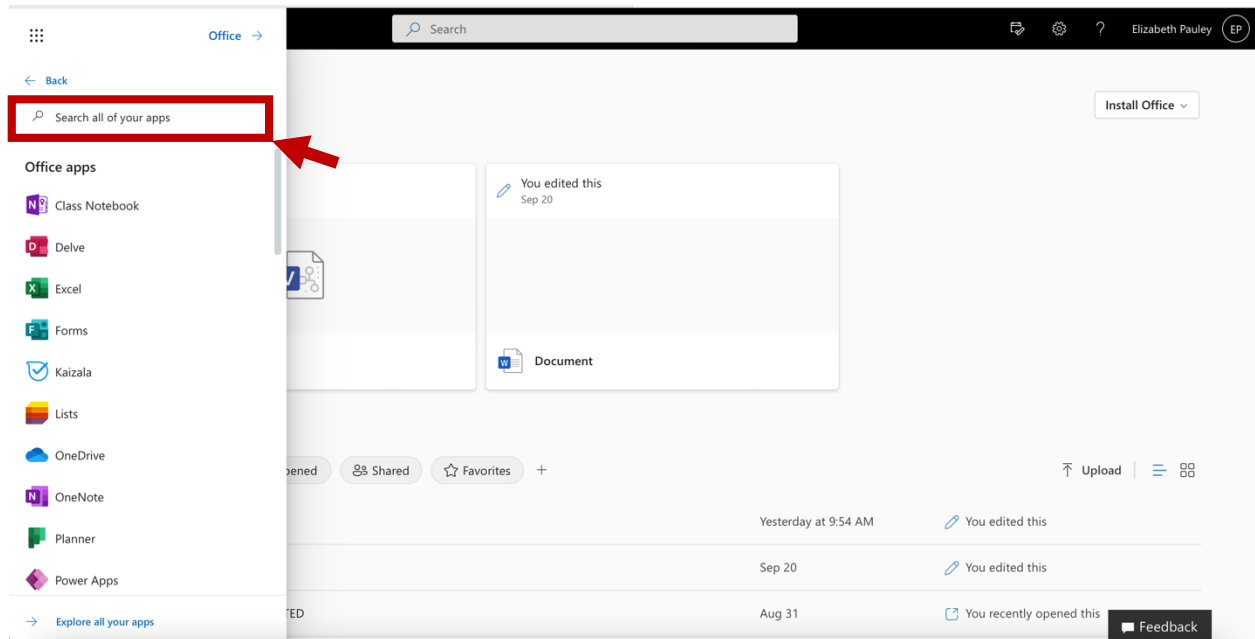 Office
Search
Elizabeth Pauley
EP
Back
Search all of your apps
Install Office
Office apps
Class Notebook
Delve
Excel
Forms
Kaizala
Lists
OneDrive
OneNote
Planner
Power Apps
Explore all your apps
You edited this
Sep 20
Document
pened
Shared
Favorites
Upload
Yesterday at 9:54 AM
You edited this
Sep 20
You edited this
TED
Aug 31
You recently opened this
Feedback